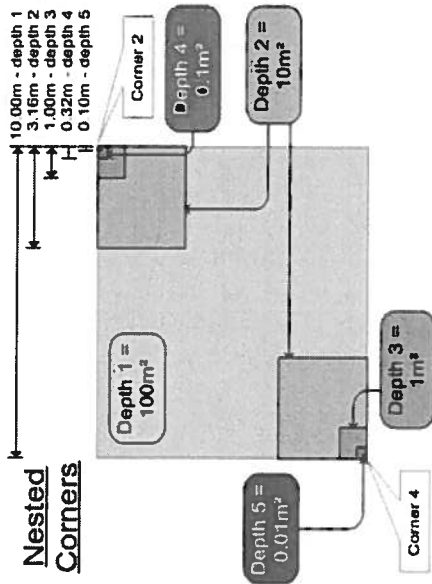 Nested
Corners
10.00m - depth 1
3.16m - depth 2
1.00m - depth 3
0.32m - depth 4
0.10m - depth 5
Corner 2
Depth 1 =
100m²
Depth 4 =
0.1m²
Depth 2 =
10m²
Depth 5 =
0.01m²
Depth 3 =
1m²
Corner 4